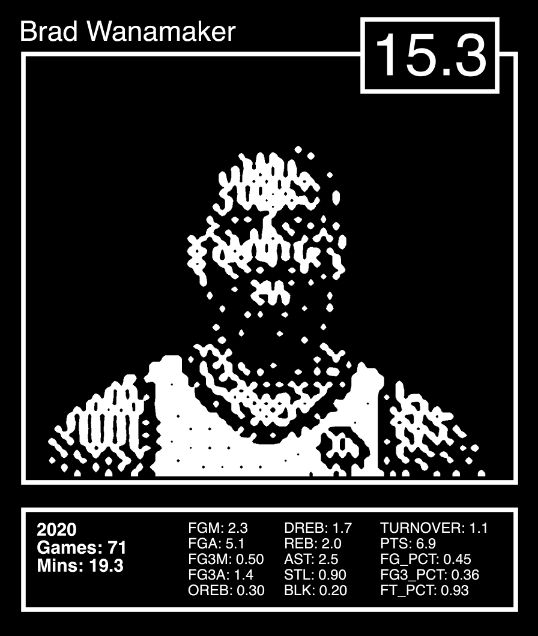 Brad Wanamaker
15.3
2020
Games: 71
Mins: 19.3
FGM: 2.3
FGA: 5.1
FG3M: 0.50
FG3A: 1.4
OREB: 0.30
DREB: 1.7
REB: 2.0
AST: 2.5
STL: 0.90
BLK: 0.20
TURNOVER: 1.1
PTS: 6.9
FG_PCT: 0.45
FG3_PCT: 0.36
FT_PCT: 0.93